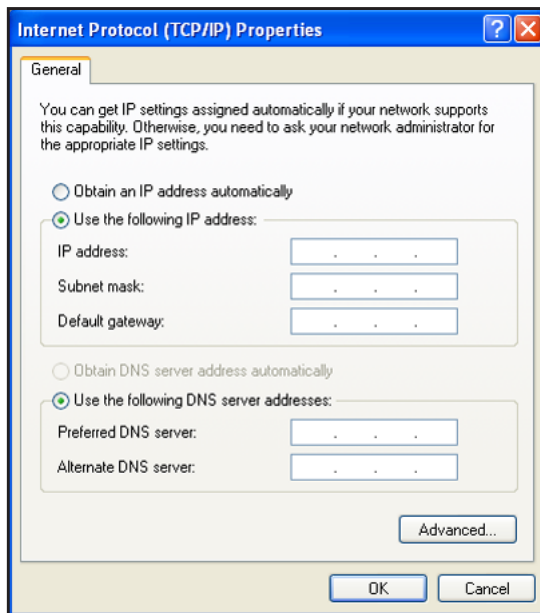 Internet Protocol (TCP/IP) Properties
General
You can get IP settings assigned automatically if your network supports
this capability. Otherwise, you need to ask your network administrator for
the appropriate IP settings.
Obtain an IP address automatically
Use the following IP address:
IP address:
Subnet mask:
Default gateway:
Obtain DNS server address automatically
Use the following DNS server addresses:
Preferred DNS server:
Alternate DNS server:
Advanced...
OK Cancel